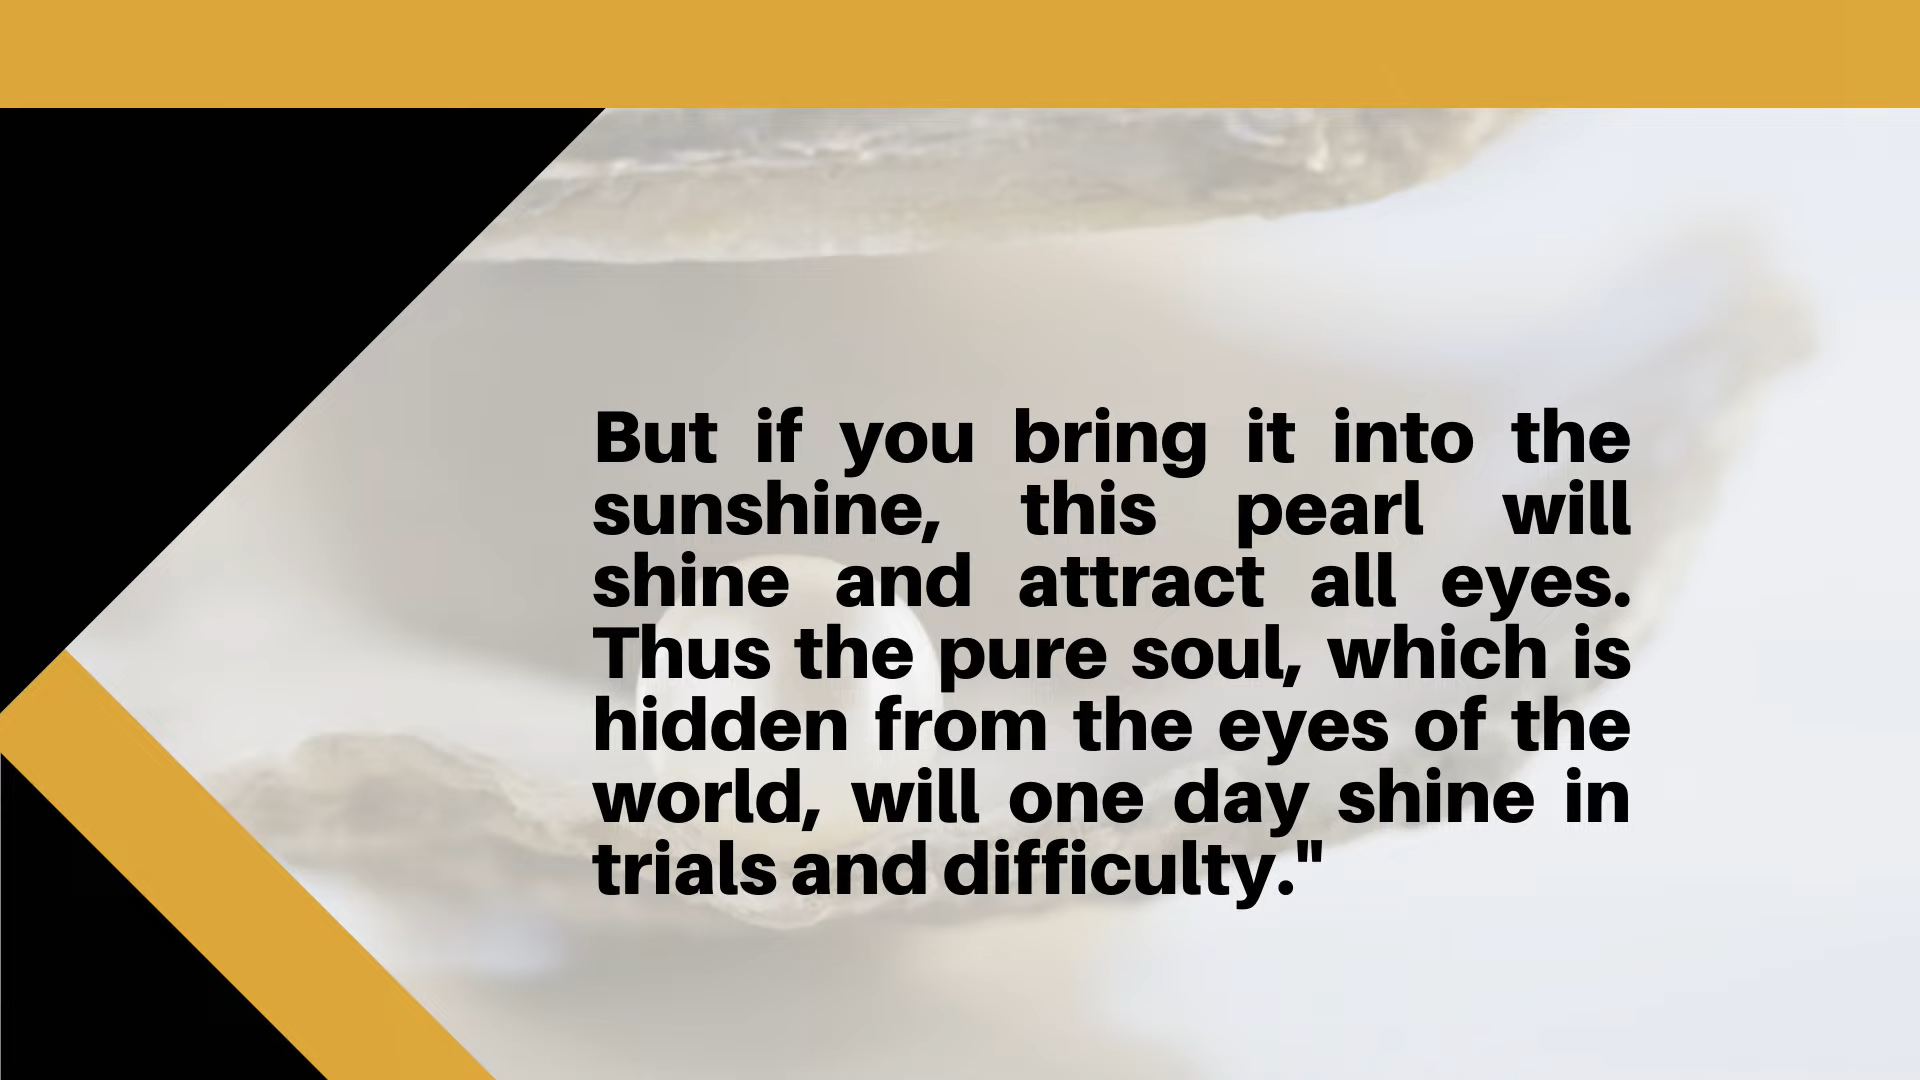 But if you bring it into the
sunshine, this pearl will
shine and attract all eyes.
Thus the pure soul, which is
hidden from the eyes of the
world, will one day shine in
trials and difficulty."